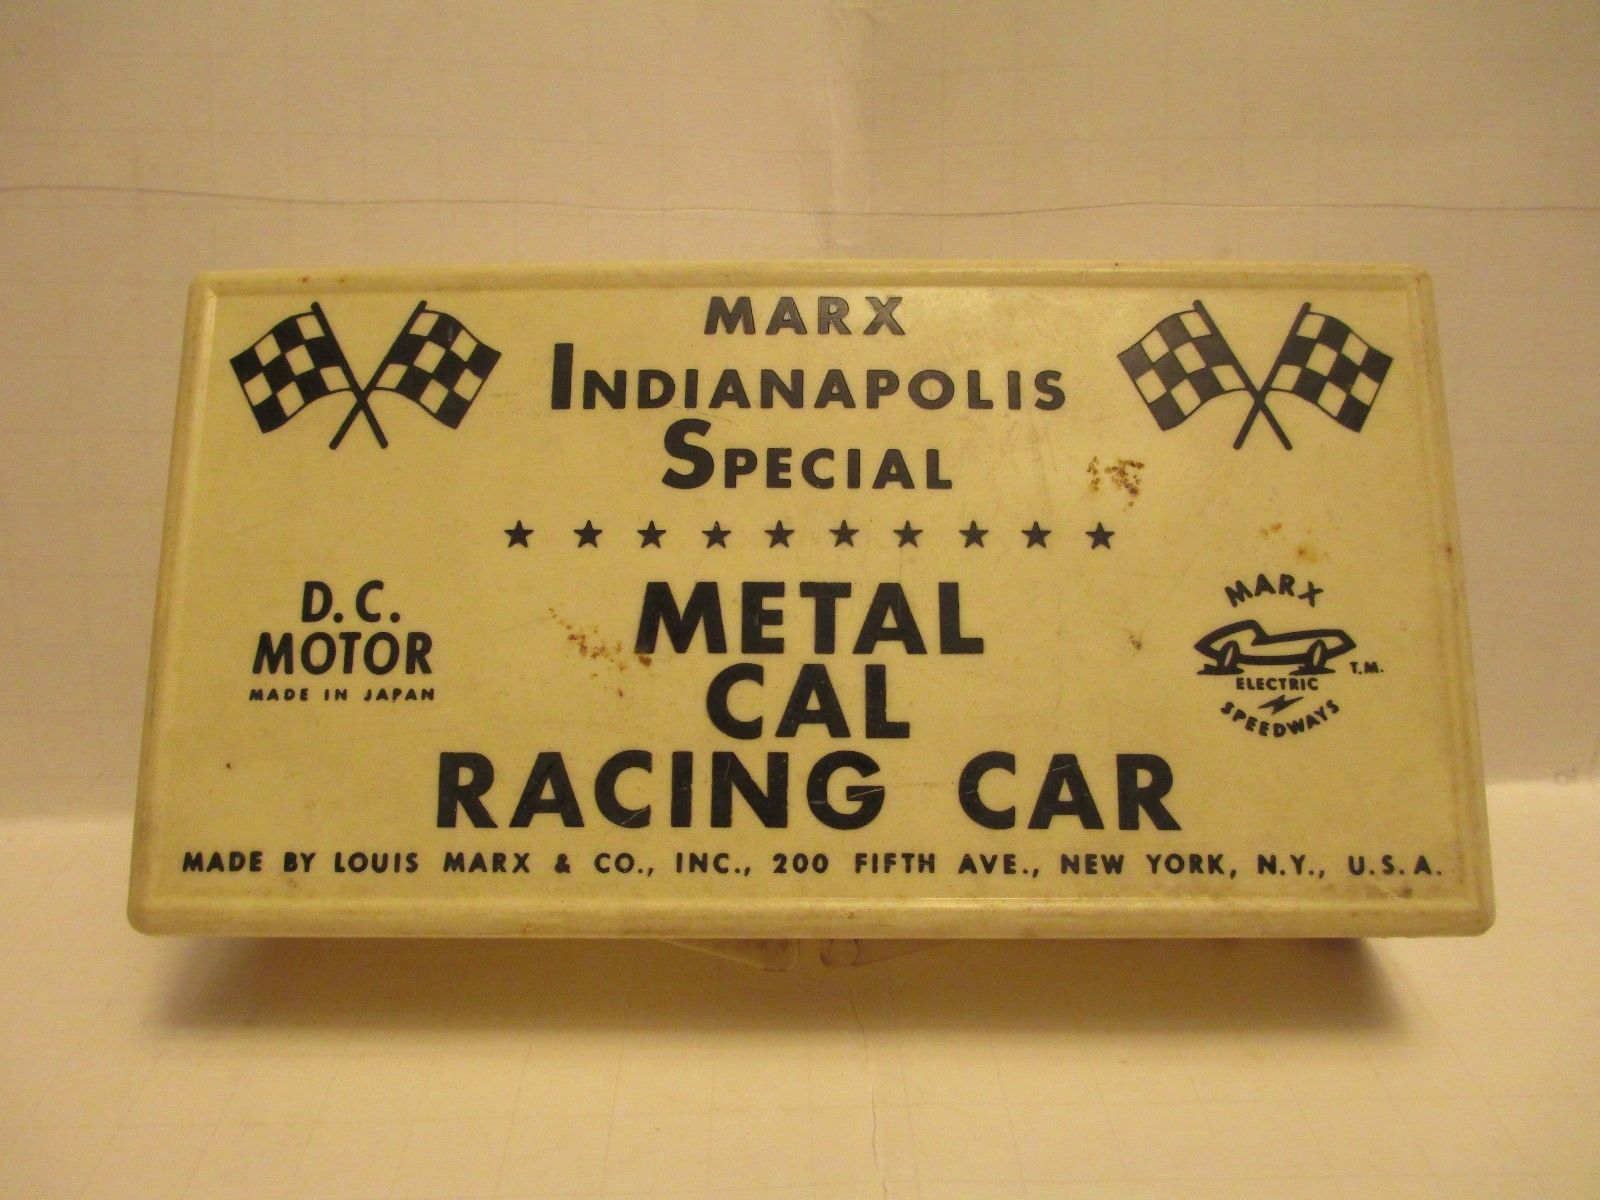 MARX
INDIANAPOLIS
SPECIAL
D.C.
MOTOR
MADE IN JAPAN
METAL
CAL
RACING CAR
MARX
ELECTRIC
T.M.
SPEEDWAYS
MADE BY LOUIS MARX & CO., INC., 200 FIFTH AVE., NEW YORK, N.Y., U.S.A.